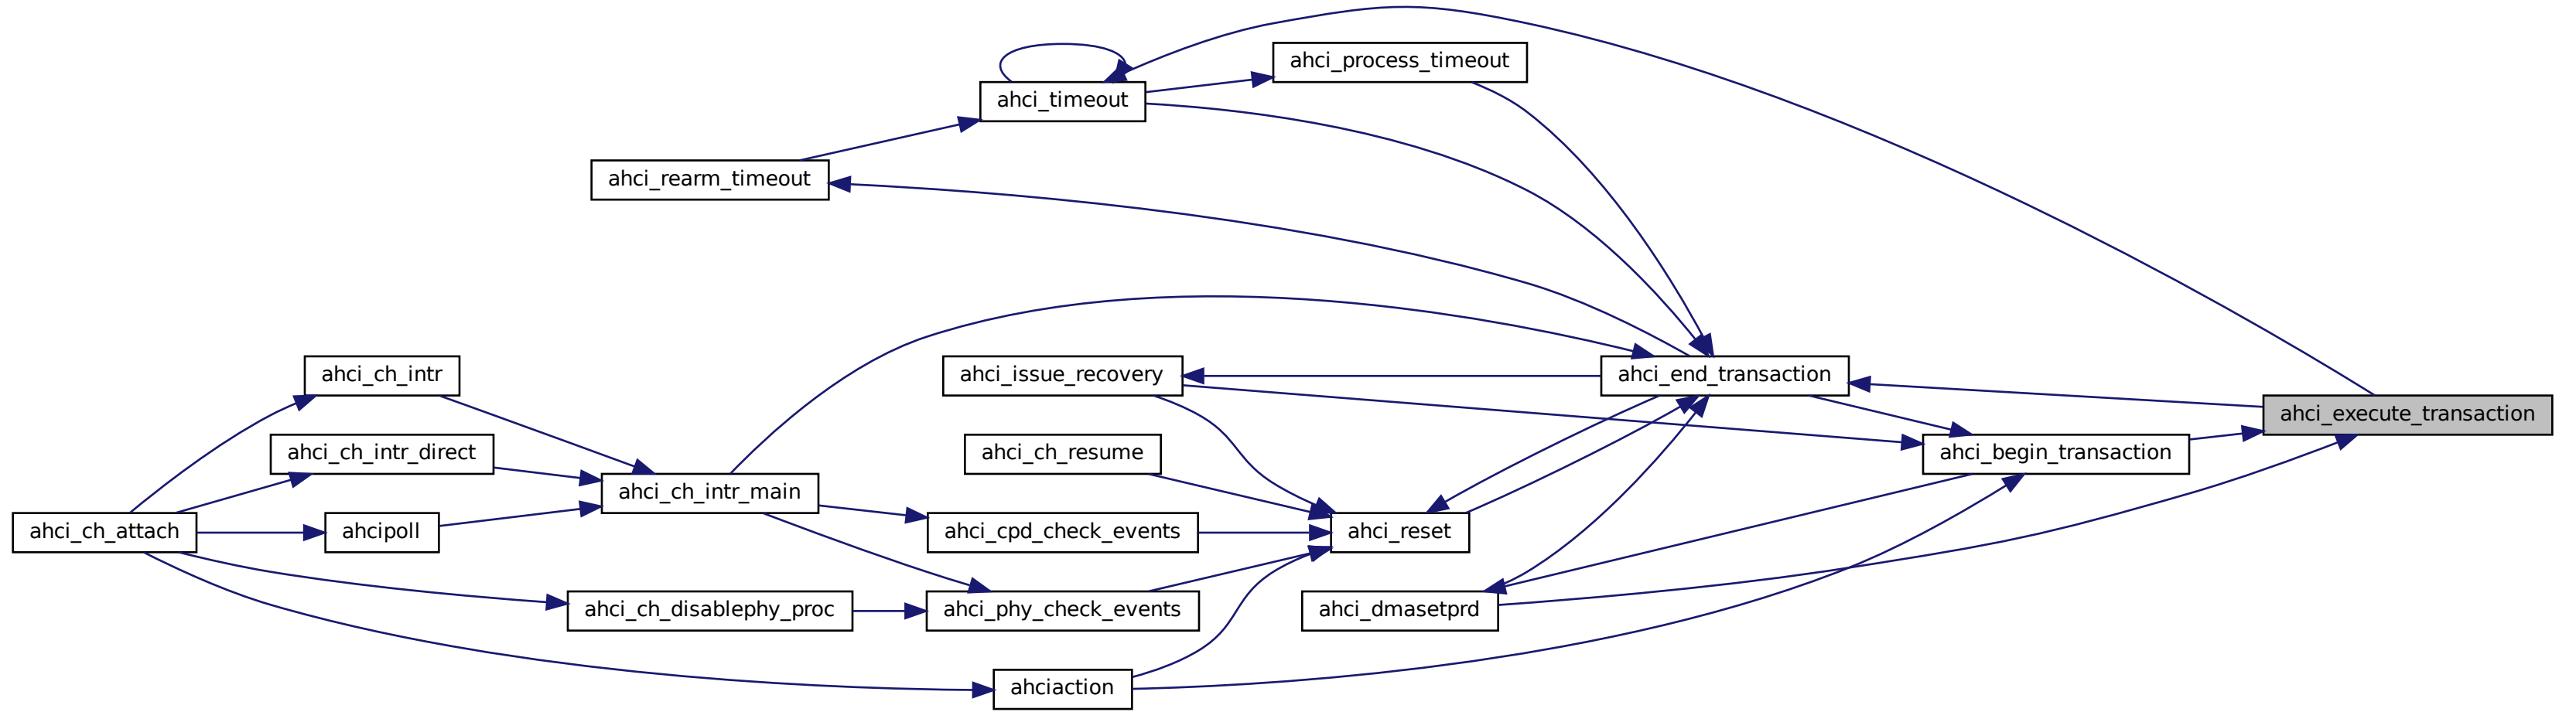 ahci_process_timeout
ahci_timeout
ahci_rearm_timeout
ahci_ch_intr
ahci_issue_recovery
ahci_end_transaction
ahci_execute_transaction
ahci_ch_intr_direct
ahci_ch_resume
ahci_begin_transaction
ahci_ch_intr_main
ahci_ch_attach
ahcipoll
ahci_cpd_check_events
ahci_reset
ahci_ch_disablephy_proc
ahci_phy_check_events
ahci_dmasetprd
ahciaction